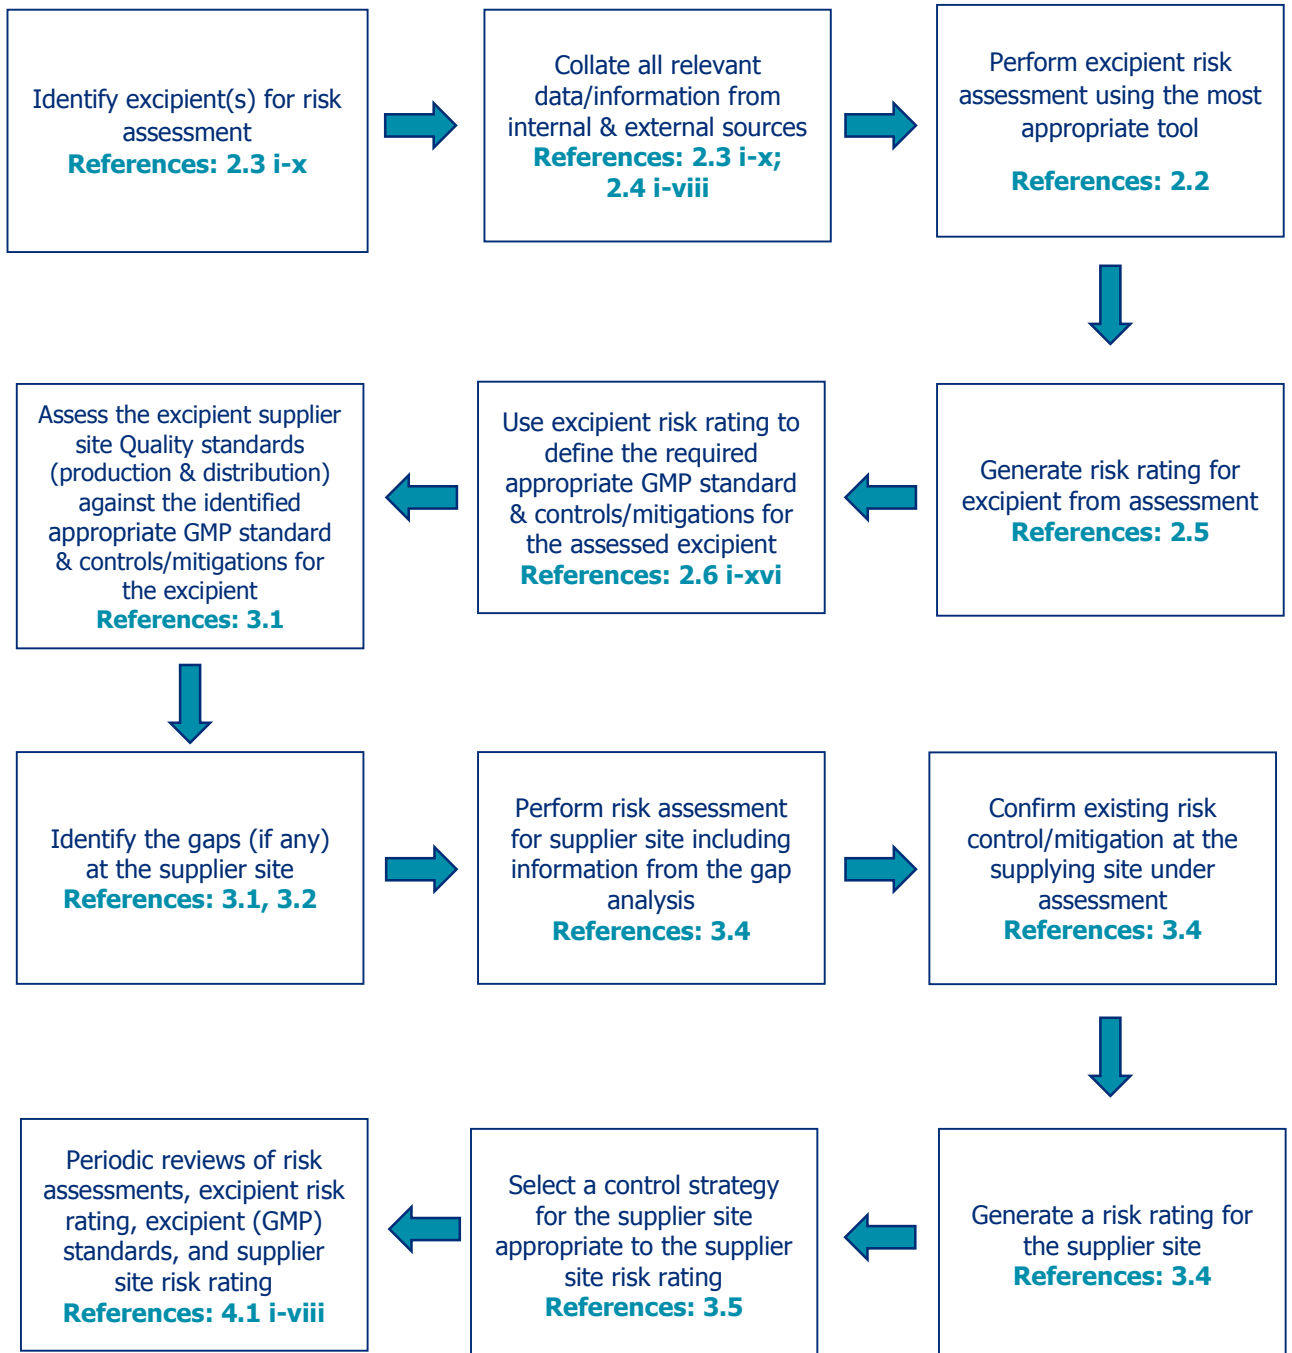 Identify excipient(s) for risk
assessment
References: 2.3 i-x
Collate all relevant
data/information from
internal & external sources
References: 2.3 i-x;
2.4 i-viii
Perform excipient risk
assessment using the most
appropriate tool
References: 2.2
Generate risk rating for
excipient from assessment
References: 2.5
Use excipient risk rating to
define the required
appropriate GMP standard
& controls/mitigations for
the assessed excipient
References: 2.6 i-xvi
Assess the excipient supplier
site Quality standards
(production & distribution)
against the identified
appropriate GMP standard
& controls/mitigations for
the excipient
References: 3.1
Identify the gaps (if any)
at the supplier site
References: 3.1, 3.2
Perform risk assessment
for supplier site including
information from the gap
analysis
References: 3.4
Confirm existing risk
control/mitigation at the
supplying site under
assessment
References: 3.4
Generate a risk rating for
the supplier site
References: 3.4
Select a control strategy
for the supplier site
appropriate to the supplier
site risk rating
References: 3.5
Periodic reviews of risk
assessments, excipient risk
rating, excipient (GMP)
standards, and supplier
site risk rating
References: 4.1 i-viii